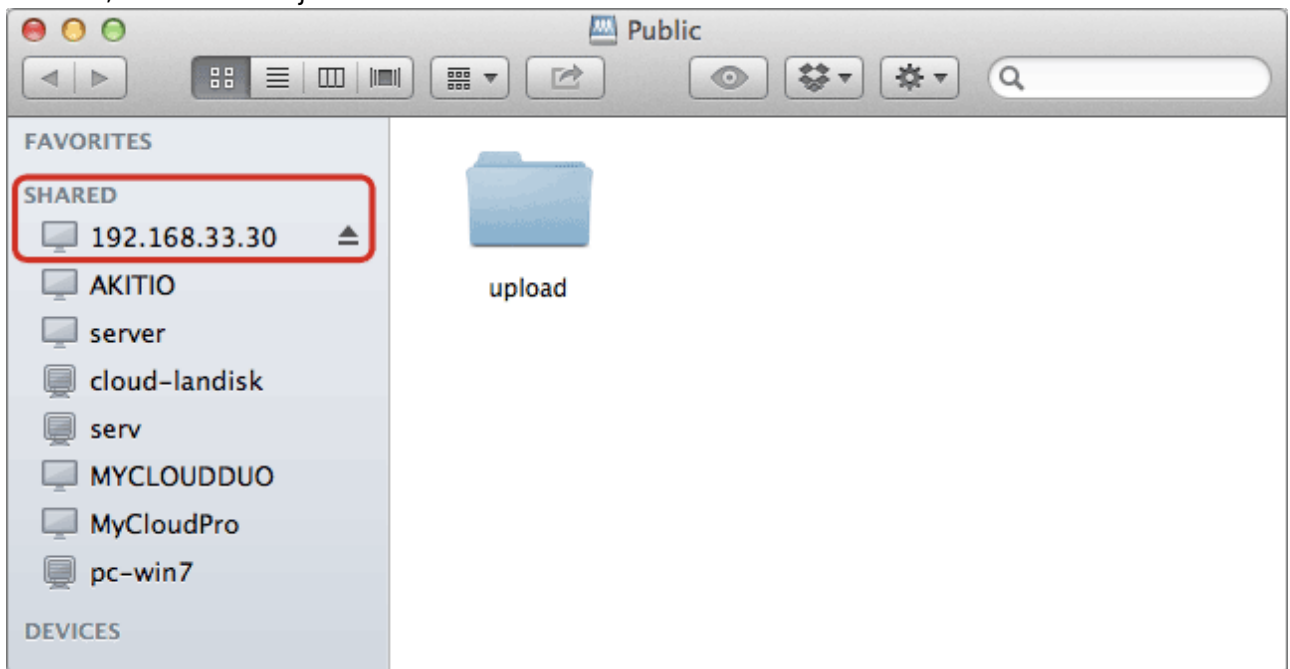 Public
FAVORITES
SHARED
192.168.33.30
AKITIO
server
cloud-landisk
serv
MYCLOUDDUO
MyCloudPro
pc-win7
DEVICES
upload